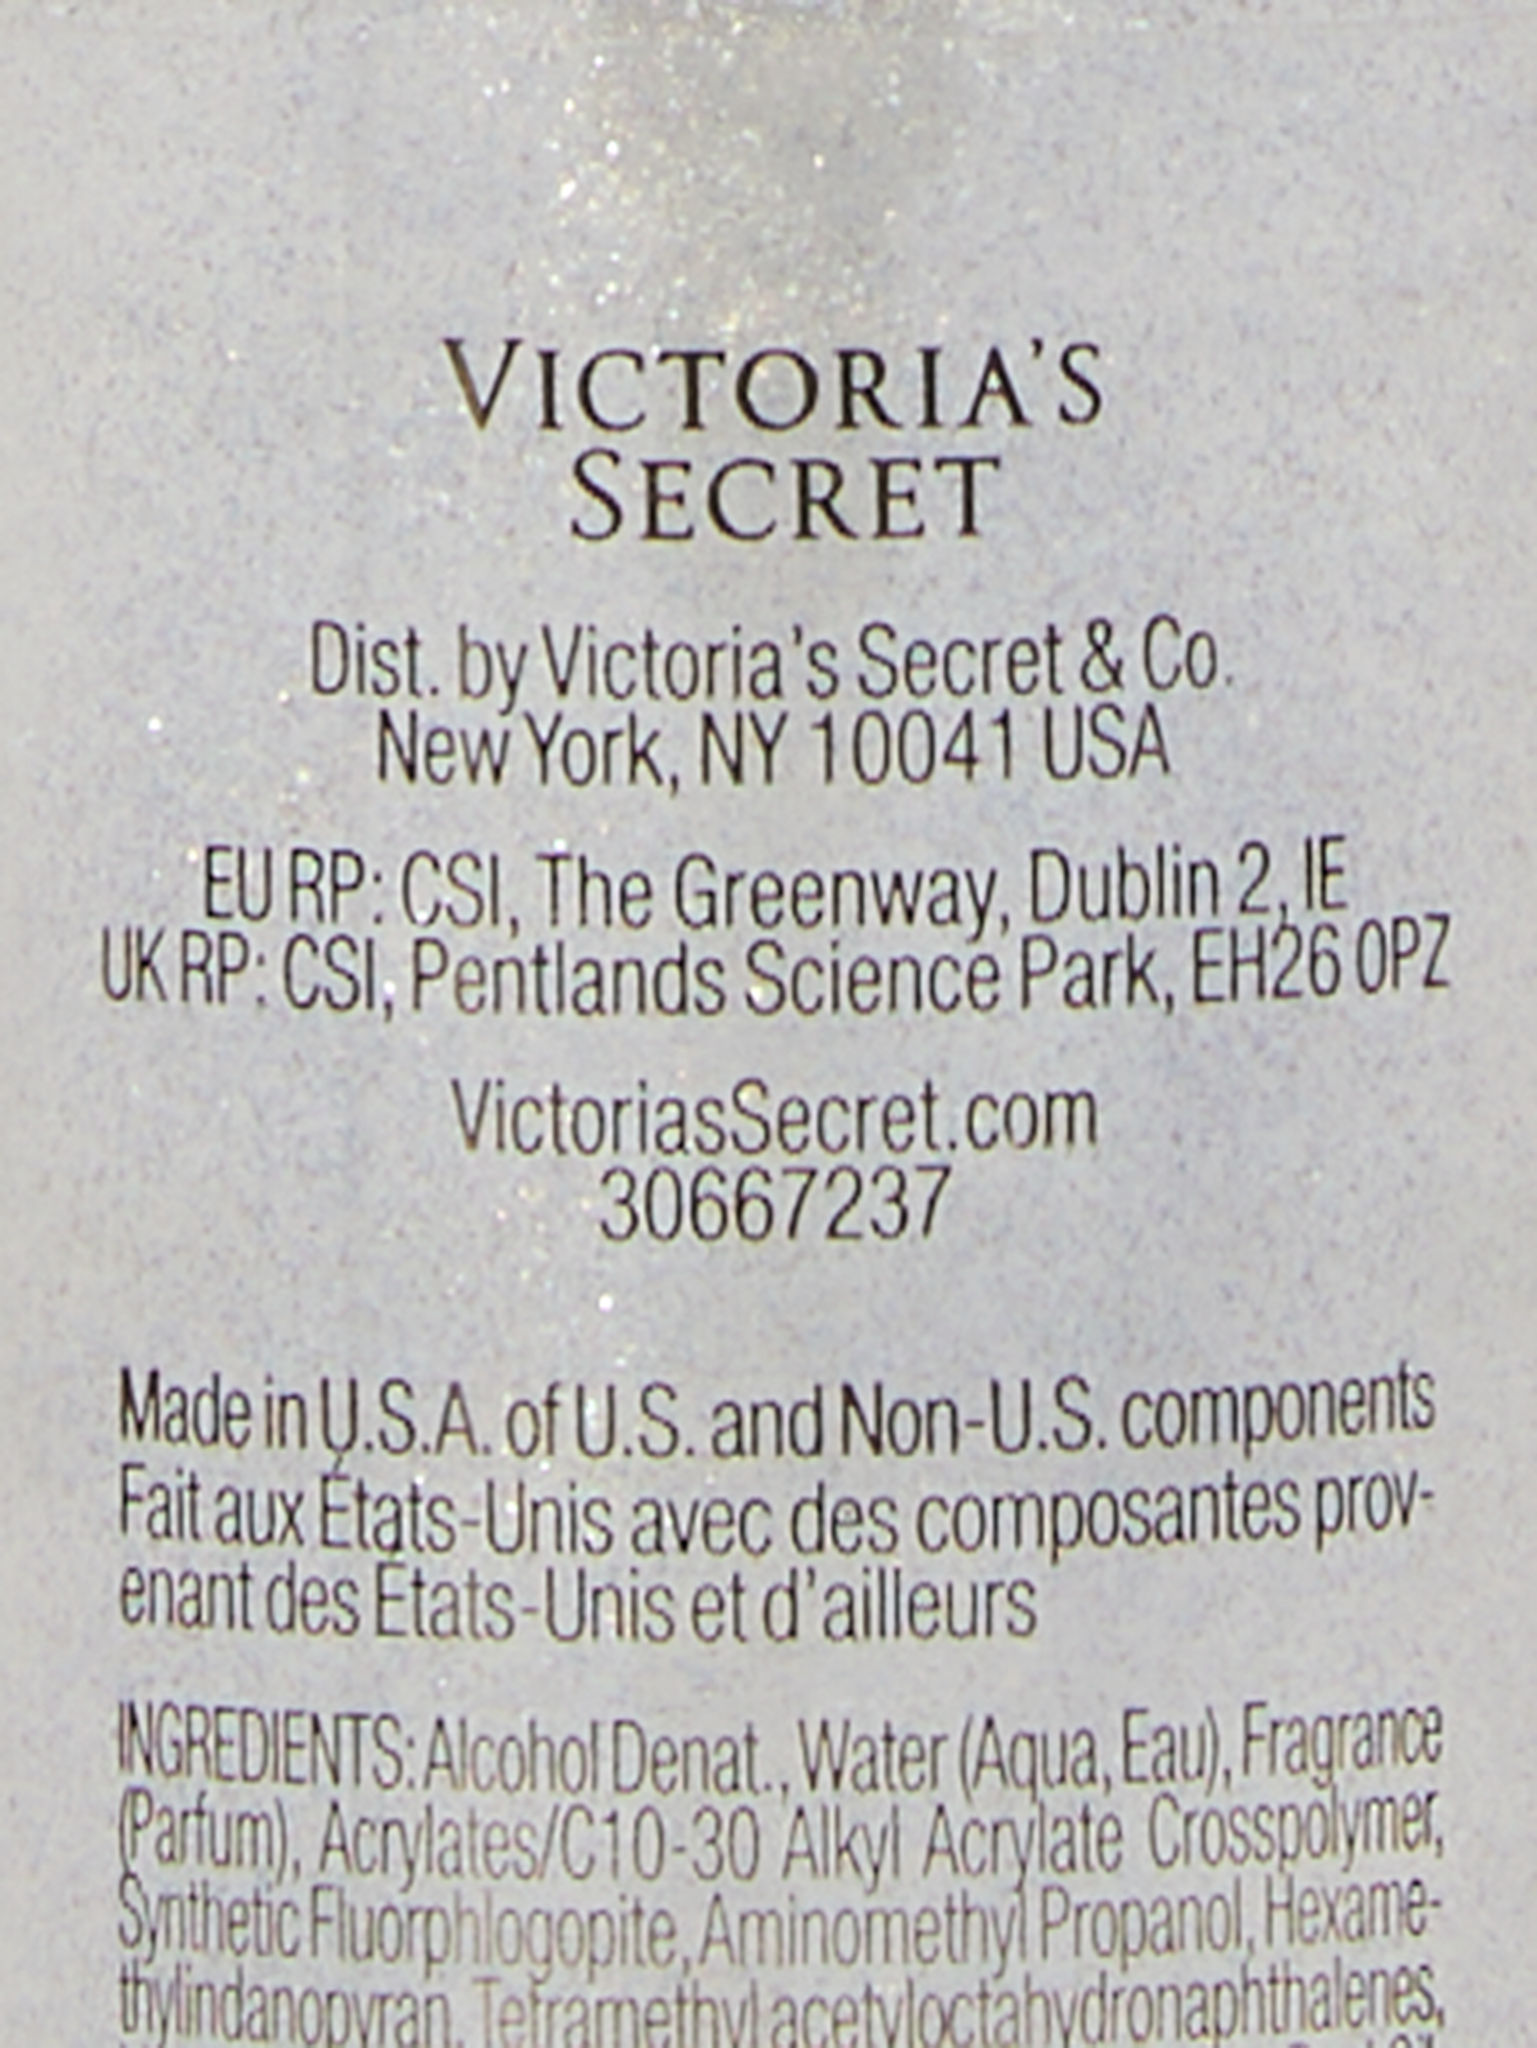 VICTORIA'S
SECRET
Dist. by Victoria's Secret & Co.
New York, NY 10041 USA
EU RP: CSI, The Greenway, Dublin 2, IE
UK RP: CSI, Pentlands Science Park, EH26 0PZ
VictoriasSecret.com
30667237
Made in U.S.A. of U.S. and Non-U.S. components
Fait aux États-Unis avec des composantes prov-
enant des États-Unis et d'ailleurs
INGREDIENTS: Alcohol Denat., Water (Aqua, Eau), Fragrance
(Parfum), Acrylates/C10-30 Alkyl Acrylate Crosspolymer,
Synthetic Fluorphlogopite, Aminomethyl Propanol, Hexame-
thylindanopyran, Tetramethyl acetyloctahydronaphthalenes,